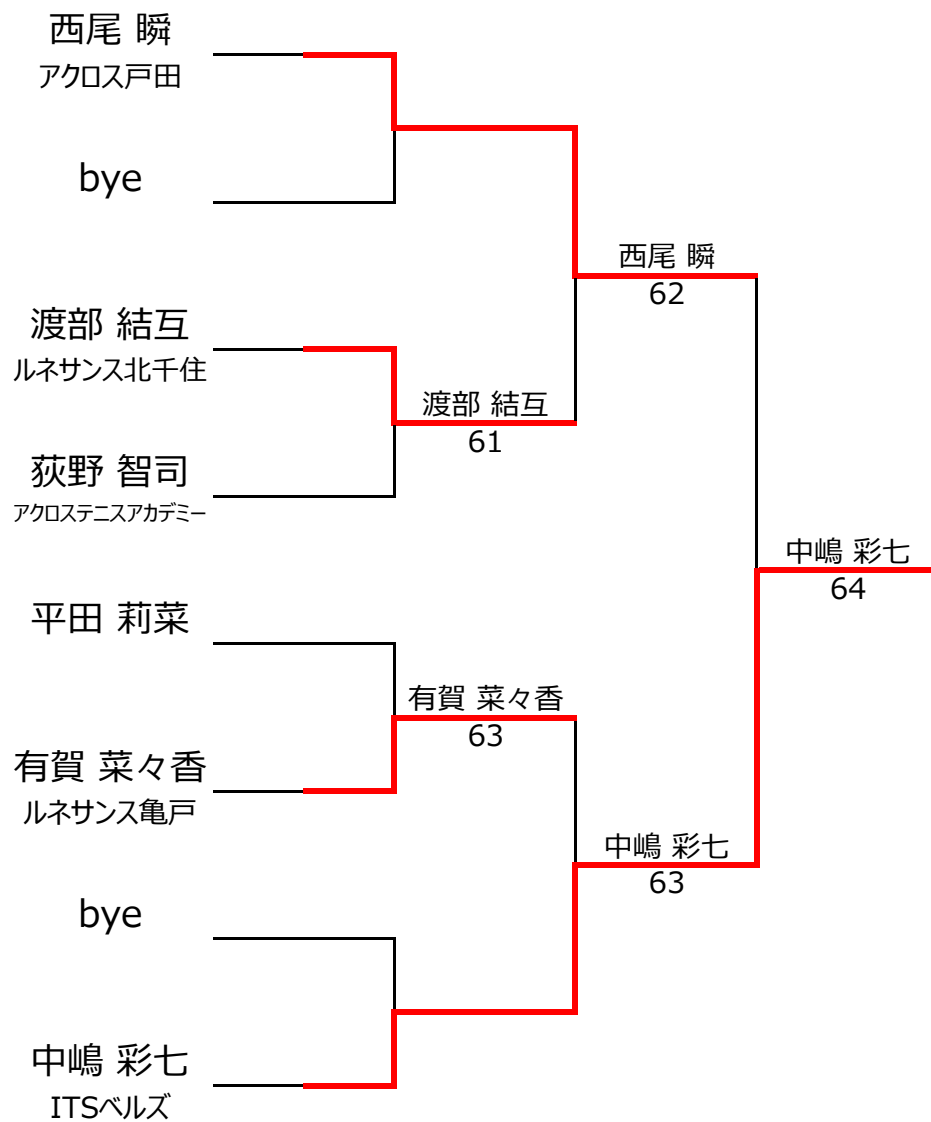 西尾 瞬
アクロス戸田
bye
渡部 結互
ルネサンス北千住
荻野 智司
アクロステニスアカデミー
平田 莉菜
有賀 菜々香
ルネサンス亀戸
bye
中嶋 彩七
ITSベルズ
渡部 結互
61
有賀 菜々香
63
西尾 瞬
62
中嶋 彩七
63
中嶋 彩七
64